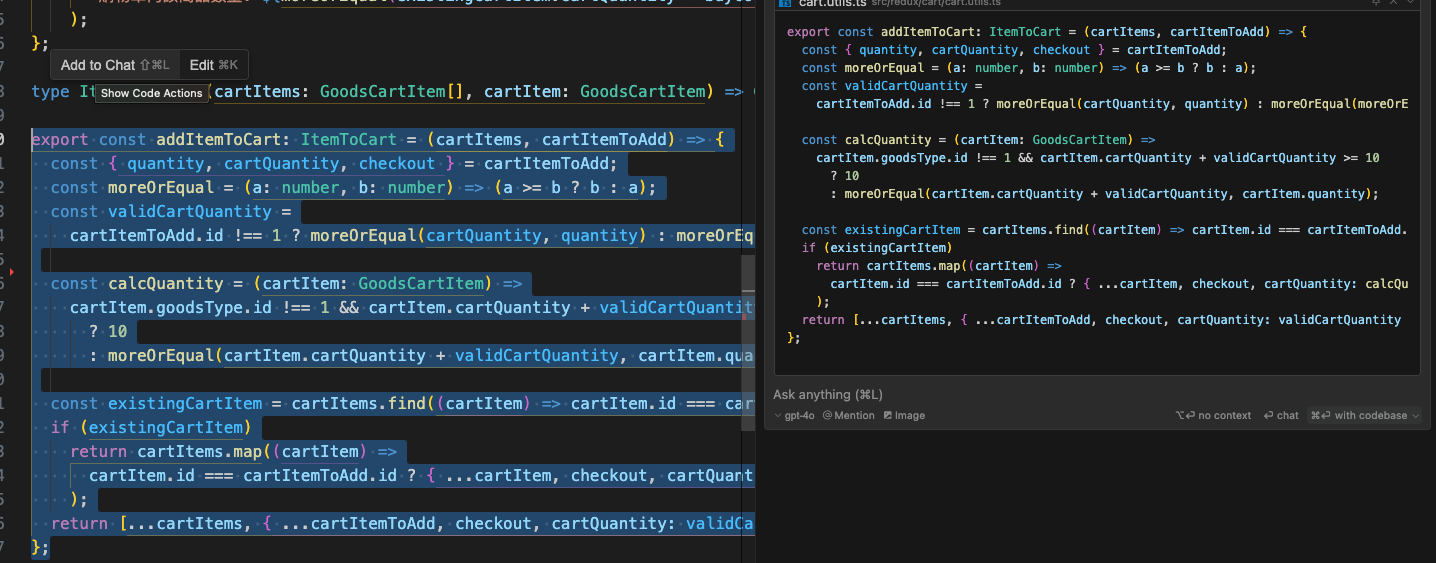 );
};
Add to Chat ⇧⌘L Edit ⌘K
Show Code Actions
type (cartItems: GoodsCartItem[], cartItem: GoodsCartItem) =>
export const addItemToCart: ItemToCart = (cartItems, cartItemToAdd) => {
const { quantity, cartQuantity, checkout } = cartItemToAdd;
const moreOrEqual = (a: number, b: number) => (a >= b ? b : a);
const validCartQuantity =
cartItemToAdd.id !== 1 ? moreOrEqual(cartQuantity, quantity) : moreOrEq
const calcQuantity = (cartItem: GoodsCartItem) =>
cartItem.goodsType.id !== 1 && cartItem.cartQuantity + validCartQuantit
? 10
: moreOrEqual(cartItem.cartQuantity + validCartQuantity, cartItem.qua
const existingCartItem = cartItems.find((cartItem) => cartItem.id === car
if (existingCartItem)
return cartItems.map((cartItem) =>
cartItem.id === cartItemToAdd.id ? { ...cartItem, checkout, cartQuant
);
return [...cartItems, { ...cartItemToAdd, checkout, cartQuantity: validCa
};
cart.utils.ts src/redux/cart/cart.utils.ts
export const addItemToCart: ItemToCart = (cartItems, cartItemToAdd) => {
const { quantity, cartQuantity, checkout } = cartItemToAdd;
const moreOrEqual = (a: number, b: number) => (a >= b ? b : a);
const validCartQuantity =
cartItemToAdd.id !== 1 ? moreOrEqual(cartQuantity, quantity) : moreOrEqual(moreOrE
const calcQuantity = (cartItem: GoodsCartItem) =>
cartItem.goodsType.id !== 1 && cartItem.cartQuantity + validCartQuantity >= 10
? 10
: moreOrEqual(cartItem.cartQuantity + validCartQuantity, cartItem.quantity);
const existingCartItem = cartItems.find((cartItem) => cartItem.id === cartItemToAdd.
if (existingCartItem)
return cartItems.map((cartItem) =>
cartItem.id === cartItemToAdd.id ? { ...cartItem, checkout, cartQuantity: calcQu
);
return [...cartItems, { ...cartItemToAdd, checkout, cartQuantity: validCartQuantity
};
Ask anything (⌘L)
gpt-4o @ Mention Image ⌥⏎ no context ⏎ chat ⌘⏎ with codebase